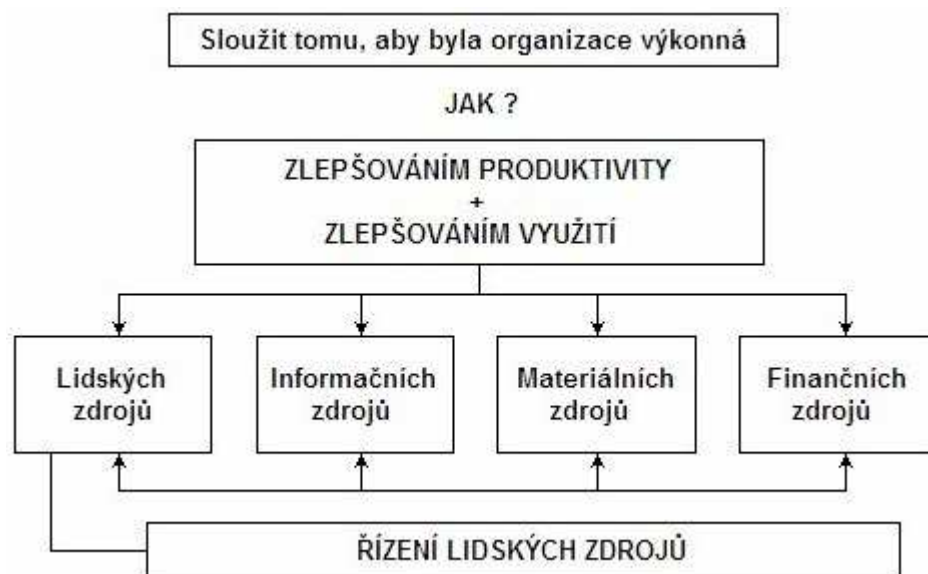 Sloužit tomu, aby byla organizace výkonná
JAK ?
ZLEPŠOVÁNÍM PRODUKTIVITY
+
ZLEPŠOVÁNÍM VYUŽITÍ
Lidských
zdrojů
Informačních
zdrojů
Materiálních
zdrojů
Finančních
zdrojů
ŘÍZENÍ LIDSKÝCH ZDROJŮ